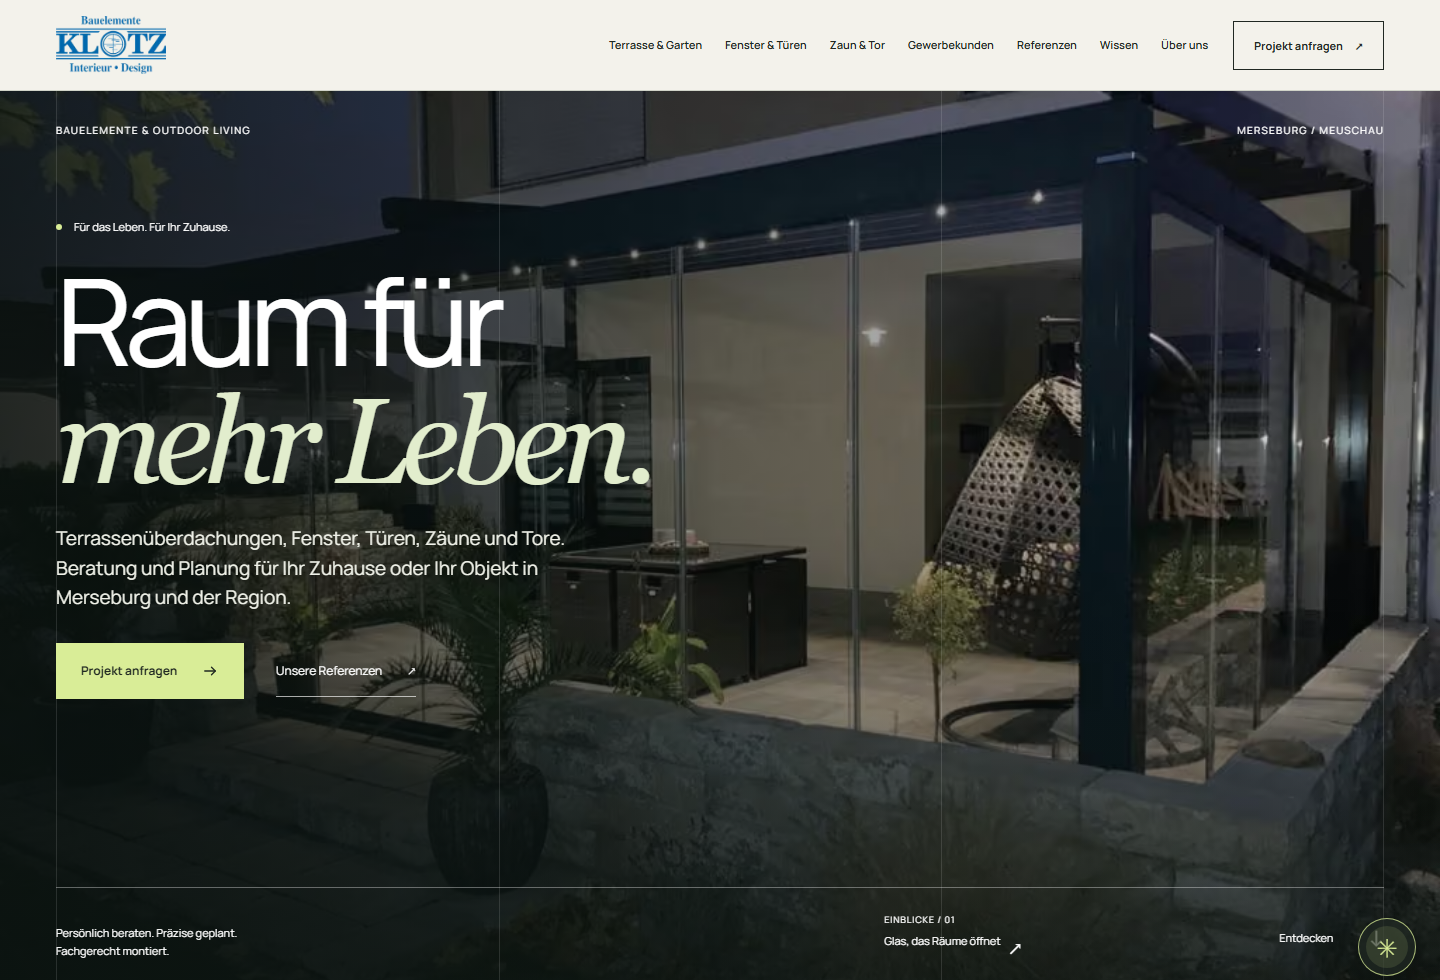 Bauelemente
KLOTZ
Interieur • Design
Terrasse & Garten
Fenster & Türen
Zaun & Tor
Gewerbekunden
Referenzen
Wissen
Über uns
Projekt anfragen ↗
BAUELEMENTE & OUTDOOR LIVING
MERSEBURG / MEUSCHAU
Für das Leben. Für Ihr Zuhause.
Raum für
mehr Leben.
Terrassenüberdachungen, Fenster, Türen, Zäune und Tore.
Beratung und Planung für Ihr Zuhause oder Ihr Objekt in
Merseburg und der Region.
Projekt anfragen →
Unsere Referenzen ↗
Persönlich beraten. Präzise geplant.
Fachgerecht montiert.
EINBLICKE / 01
Glas, das Räume öffnet ↗
Entdecken